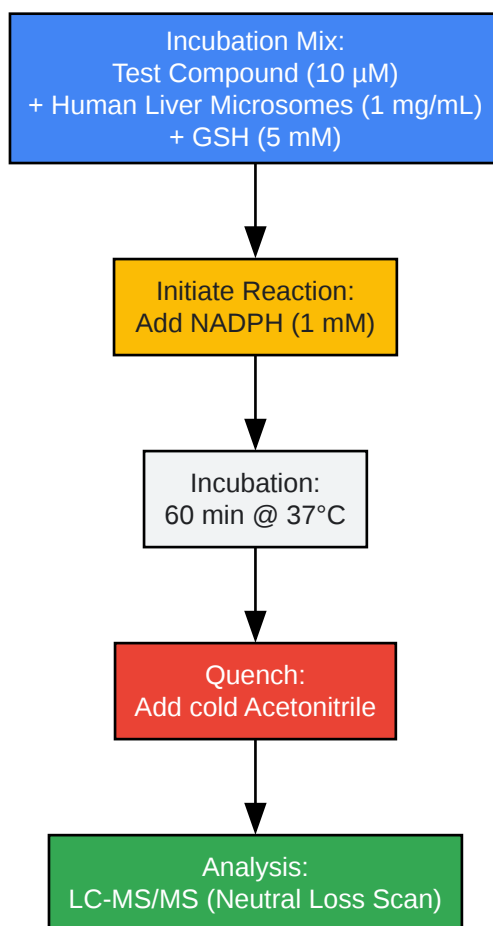 Incubation Mix:
Test Compound (10 µM)
+ Human Liver Microsomes (1 mg/mL)
+ GSH (5 mM)
Initiate Reaction:
Add NADPH (1 mM)
Incubation:
60 min @ 37°C
Quench:
Add cold Acetonitrile
Analysis:
LC-MS/MS (Neutral Loss Scan)